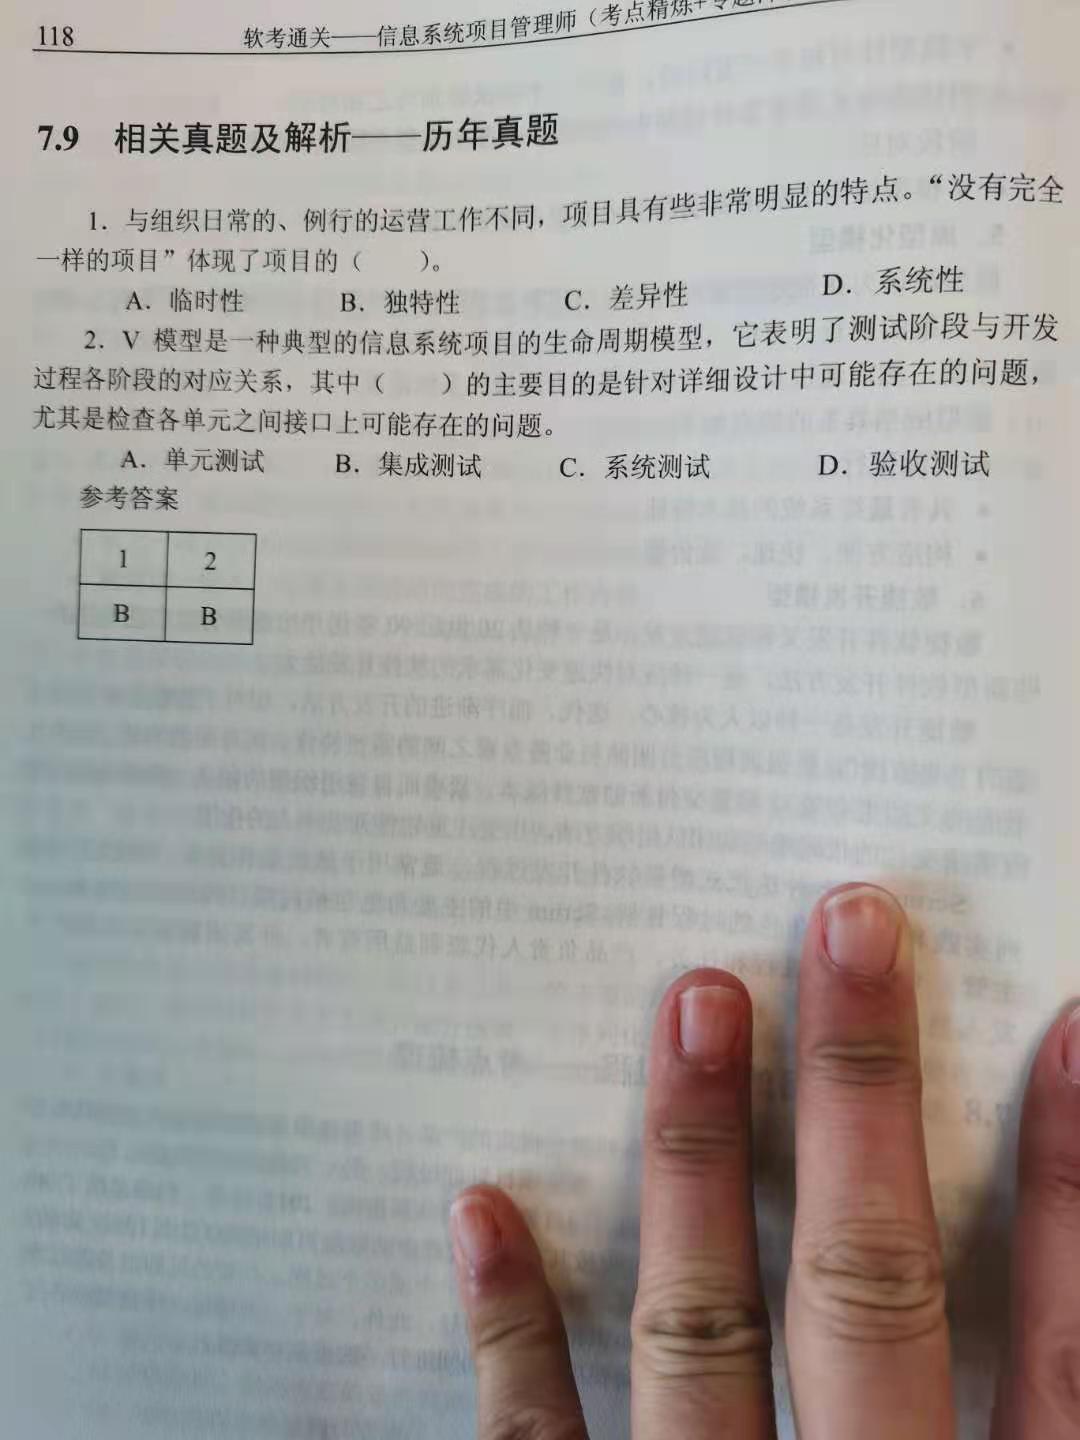 118
软考通关——信息系统项目管理师（考点精炼+专题
7.9 相关真题及解析——历年真题
1．与组织日常的、例行的运营工作不同，项目具有些非常明显的特点。“没有完全
一样的项目”体现了项目的（ ）。
A．临时性 B．独特性 C．差异性 D．系统性
2．V 模型是一种典型的信息系统项目的生命周期模型，它表明了测试阶段与开发
过程各阶段的对应关系，其中（ ）的主要目的是针对详细设计中可能存在的问题，
尤其是检查各单元之间接口上可能存在的问题。
A．单元测试 B．集成测试 C．系统测试 D．验收测试
参考答案
1 2
B B